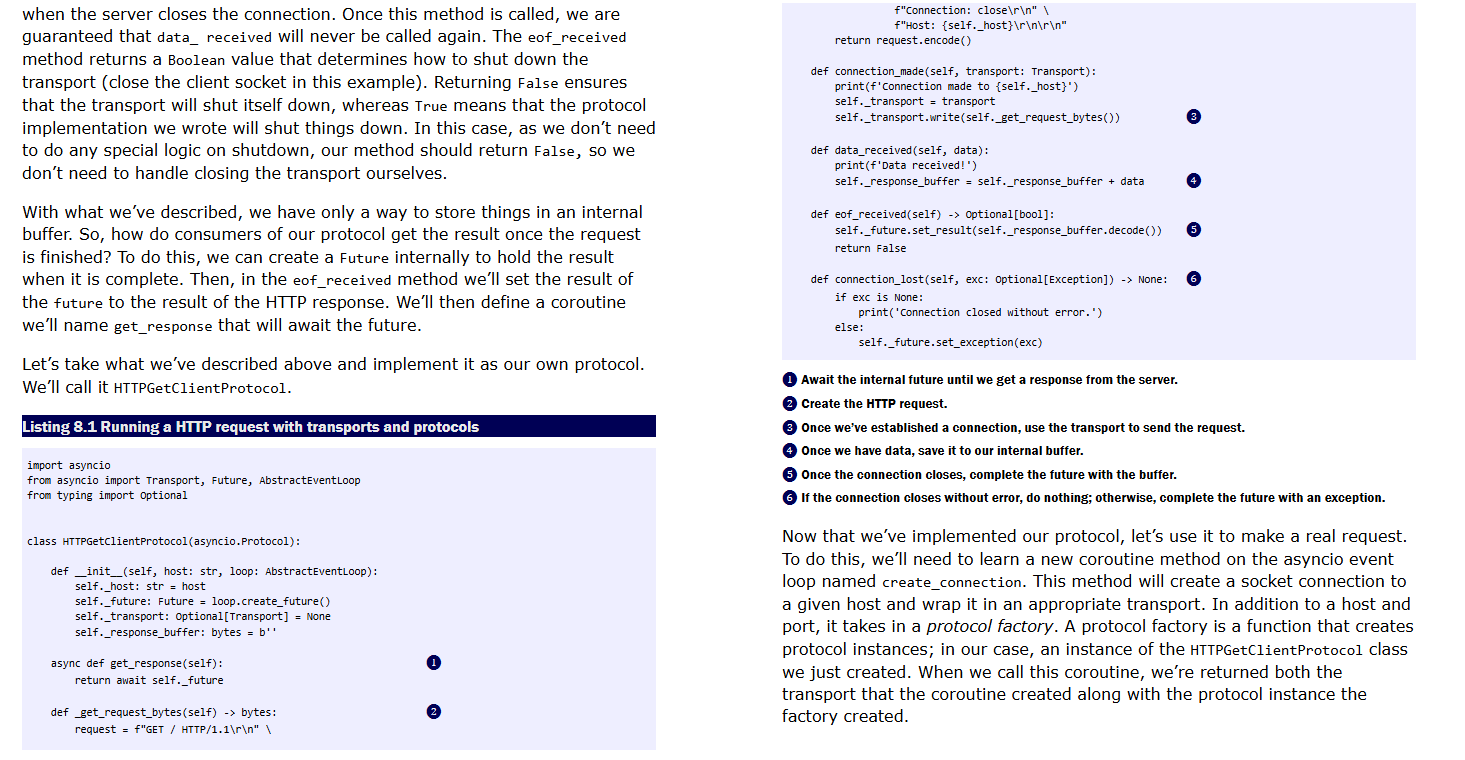 when the server closes the connection. Once this method is called, we are
guaranteed that data_ received will never be called again. The eof_received
method returns a Boolean value that determines how to shut down the
transport (close the client socket in this example). Returning False ensures
that the transport will shut itself down, whereas True means that the protocol
implementation we wrote will shut things down. In this case, as we don’t need
to do any special logic on shutdown, our method should return False, so we
don’t need to handle closing the transport ourselves.
With what we’ve described, we have only a way to store things in an internal
buffer. So, how do consumers of our protocol get the result once the request
is finished? To do this, we can create a Future internally to hold the result
when it is complete. Then, in the eof_received method we’ll set the result of
the future to the result of the HTTP response. We’ll then define a coroutine
we’ll name get_response that will await the future.
Let’s take what we’ve described above and implement it as our own protocol.
We’ll call it HTTPGetClientProtocol.
Listing 8.1 Running a HTTP request with transports and protocols
import asyncio
from asyncio import Transport, Future, AbstractEventLoop
from typing import Optional
class HTTPGetClientProtocol(asyncio.Protocol):
    def __init__(self, host: str, loop: AbstractEventLoop):
        self._host: str = host
        self._future: Future = loop.create_future()
        self._transport: Optional[Transport] = None
        self._response_buffer: bytes = b''
    async def get_response(self): 1
        return await self._future
    def _get_request_bytes(self) -> bytes: 2
        request = f"GET / HTTP/1.1\r\n" \
                  f"Connection: close\r\n" \
                  f"Host: {self._host}\r\n\r\n"
        return request.encode()
    def connection_made(self, transport: Transport):
        print(f'Connection made to {self._host}')
        self._transport = transport
        self._transport.write(self._get_request_bytes()) 3
    def data_received(self, data):
        print(f'Data received!')
        self._response_buffer = self._response_buffer + data 4
    def eof_received(self) -> Optional[bool]:
        self._future.set_result(self._response_buffer.decode()) 5
        return False
    def connection_lost(self, exc: Optional[Exception]) -> None: 6
        if exc is None:
            print('Connection closed without error.')
        else:
            self._future.set_exception(exc)
1 Await the internal future until we get a response from the server.
2 Create the HTTP request.
3 Once we’ve established a connection, use the transport to send the request.
4 Once we have data, save it to our internal buffer.
5 Once the connection closes, complete the future with the buffer.
6 If the connection closes without error, do nothing; otherwise, complete the future with an exception.
Now that we’ve implemented our protocol, let’s use it to make a real request.
To do this, we’ll need to learn a new coroutine method on the asyncio event
loop named create_connection. This method will create a socket connection to
a given host and wrap it in an appropriate transport. In addition to a host and
port, it takes in a protocol factory. A protocol factory is a function that creates
protocol instances; in our case, an instance of the HTTPGetClientProtocol class
we just created. When we call this coroutine, we’re returned both the
transport that the coroutine created along with the protocol instance the
factory created.